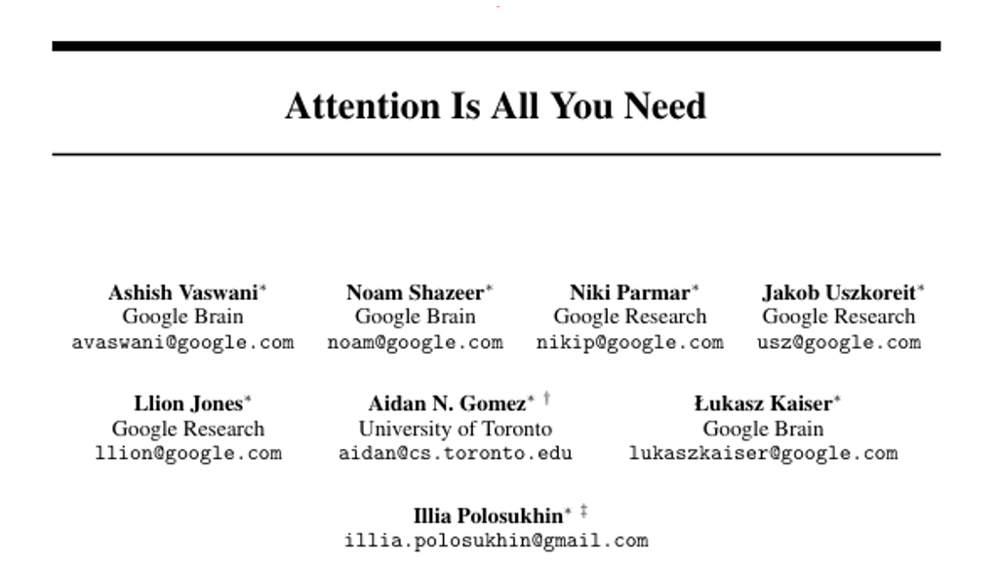 Attention Is All You Need
Ashish Vaswani* Noam Shazeer* Niki Parmar* Jakob Uszkoreit*
Google Brain Google Brain Google Research Google Research
avaswani@google.com noam@google.com nikip@google.com usz@google.com
Llion Jones* Aidan N. Gomez* † Łukasz Kaiser*
Google Research University of Toronto Google Brain
llion@google.com aidan@cs.toronto.edu lukaszkaiser@google.com
Illia Polosukhin* ‡
illia.polosukhin@gmail.com